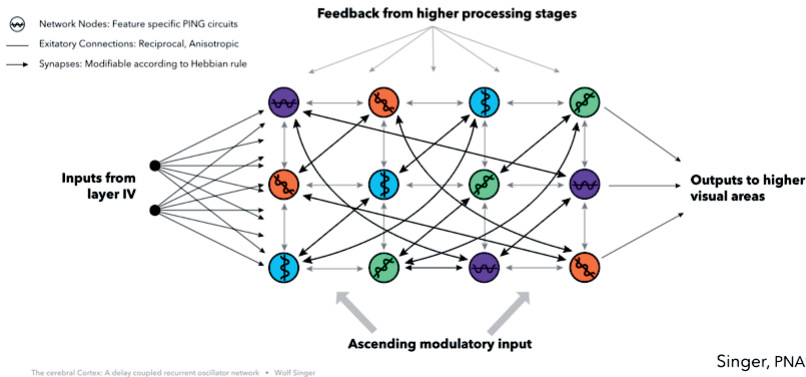 Feedback from higher processing stages
Network Nodes: Feature specific PING circuits
Exitatory Connections: Reciprocal, Anisotropic
Synapses: Modifiable according to Hebbian rule
Inputs from
layer IV
Outputs to higher
visual areas
Ascending modulatory input
Singer, PNA
The cerebral Cortex: A delay coupled recurrent oscillator network • Wolf Singer